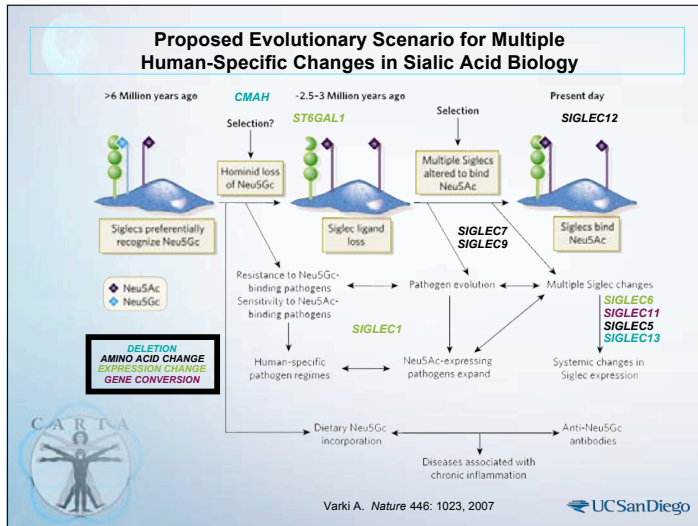 Proposed Evolutionary Scenario for Multiple
Human-Specific Changes in Sialic Acid Biology
>6 Million years ago
CMAH
~2.5–3 Million years ago
Present day
Selection?
ST6GAL1
Selection
SIGLEC12
Hominid loss
of Neu5Gc
Multiple Siglecs
altered to bind
Neu5Ac
Siglecs preferentially
recognize Neu5Gc
Siglec ligand
loss
SIGLEC7
SIGLEC9
Siglecs bind
Neu5Ac
Neu5Ac
Neu5Gc
Resistance to Neu5Gc-
binding pathogens
Sensitivity to Neu5Ac-
binding pathogens
Pathogen evolution
Multiple Siglec changes
SIGLEC6
SIGLEC11
SIGLEC5
SIGLEC13
SIGLEC1
DELETION
AMINO ACID CHANGE
EXPRESSION CHANGE
GENE CONVERSION
Human-specific
pathogen regimes
Neu5Ac-expressing
pathogens expand
Systemic changes in
Siglec expression
CARTA
Dietary Neu5Gc
incorporation
Anti-Neu5Gc
antibodies
Diseases associated with
chronic inflammation
Varki A. Nature 446: 1023, 2007
UC San Diego